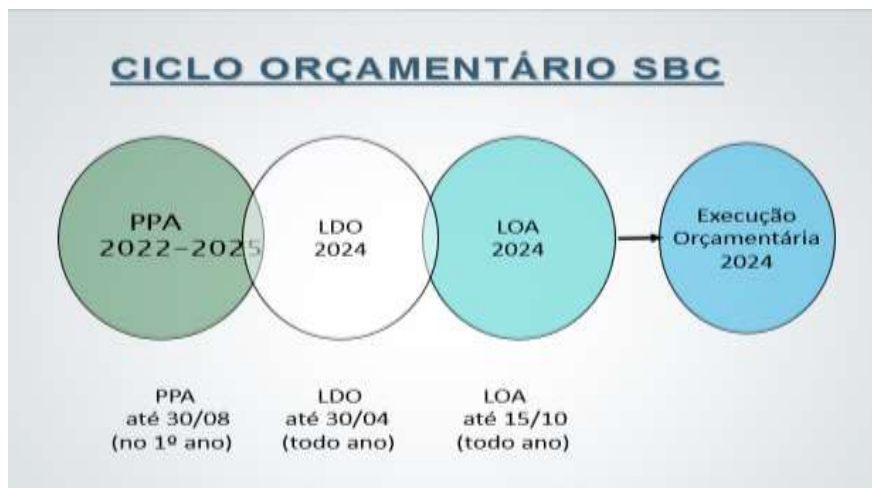 CICLO ORÇAMENTÁRIO SBC
PPA
2022-2025
LDO
2024
LOA
2024
Execução
Orçamentária
2024
PPA
até 30/08
(no 1º ano)
LDO
até 30/04
(todo ano)
LOA
até 15/10
(todo ano)